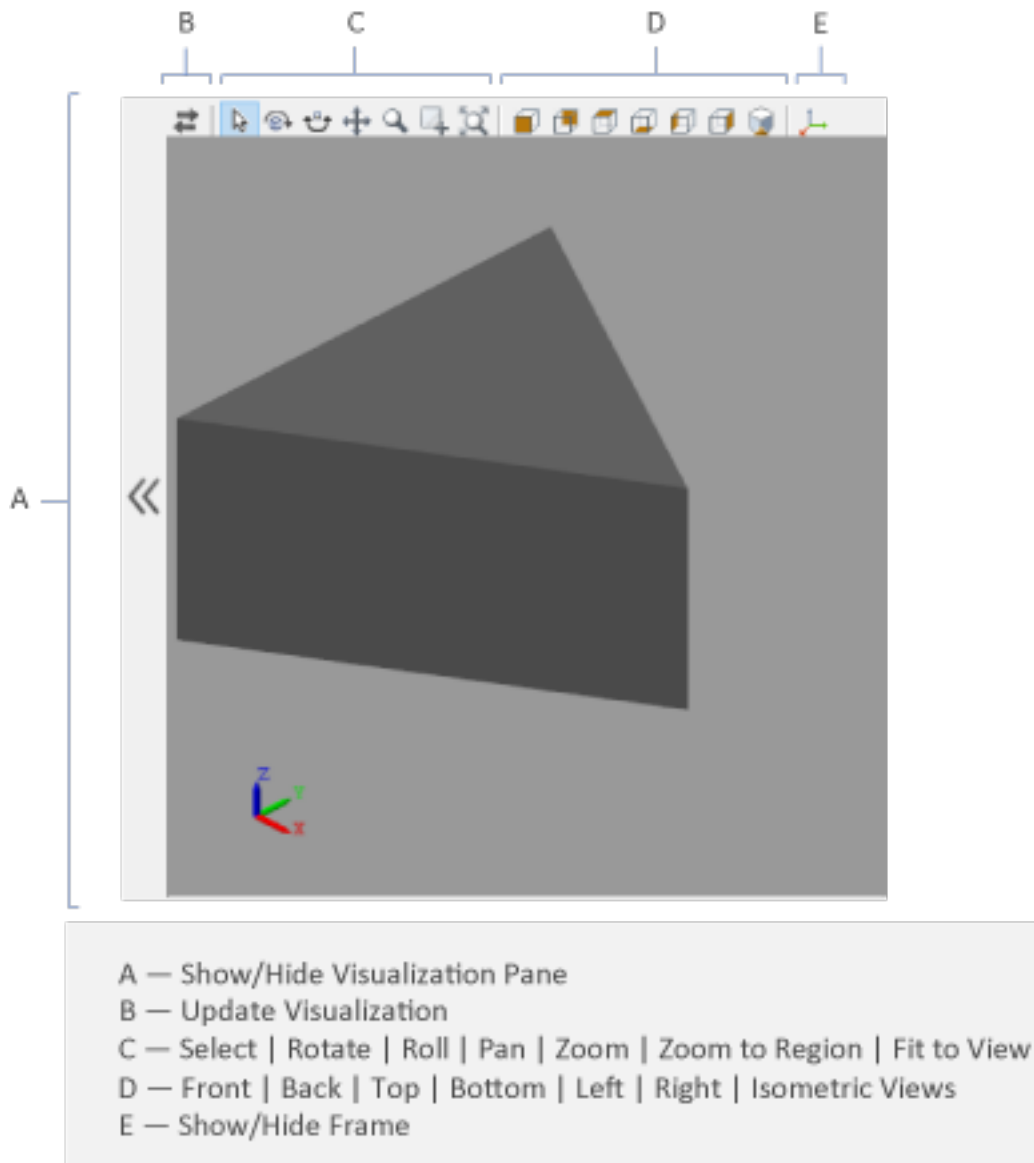 B C D E
A
Z
Y
X
A — Show/Hide Visualization Pane
B — Update Visualization
C — Select | Rotate | Roll | Pan | Zoom | Zoom to Region | Fit to View
D — Front | Back | Top | Bottom | Left | Right | Isometric Views
E — Show/Hide Frame